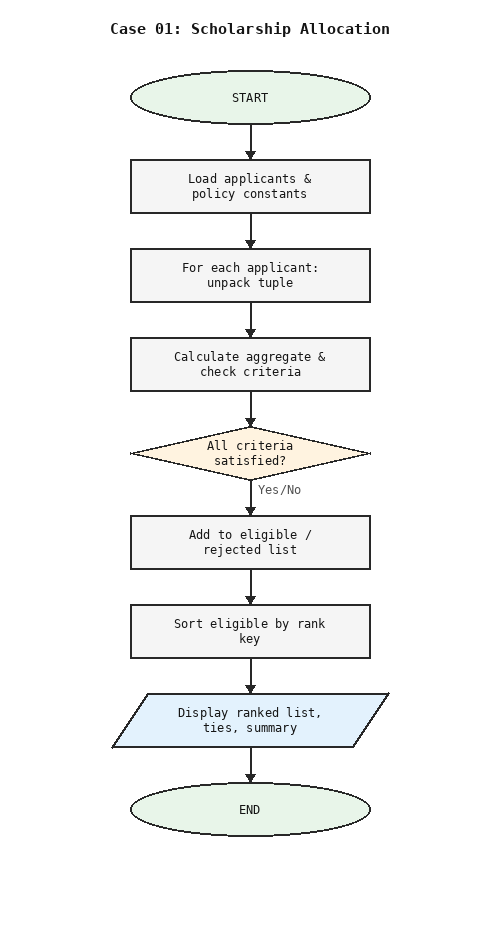 Case 01: Scholarship Allocation
START
Load applicants &
policy constants
For each applicant:
unpack tuple
Calculate aggregate &
check criteria
All criteria
satisfied?
Yes/No
Add to eligible /
rejected list
Sort eligible by rank
key
Display ranked list,
ties, summary
END